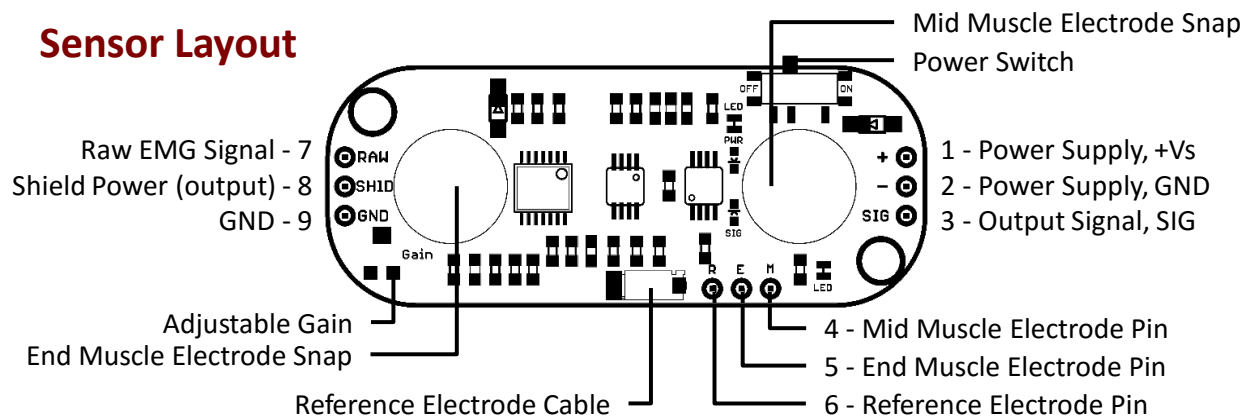 Sensor Layout
Mid Muscle Electrode Snap
Power Switch
OFF
ON
LED
PWR
Raw EMG Signal - 7
RAW
+
1 - Power Supply, +Vs
Shield Power (output) - 8
SHID
-
2 - Power Supply, GND
GND - 9
GND
SIG
3 - Output Signal, SIG
SIG
Gain
R E M
LED
Adjustable Gain
4 - Mid Muscle Electrode Pin
End Muscle Electrode Snap
5 - End Muscle Electrode Pin
Reference Electrode Cable
6 - Reference Electrode Pin